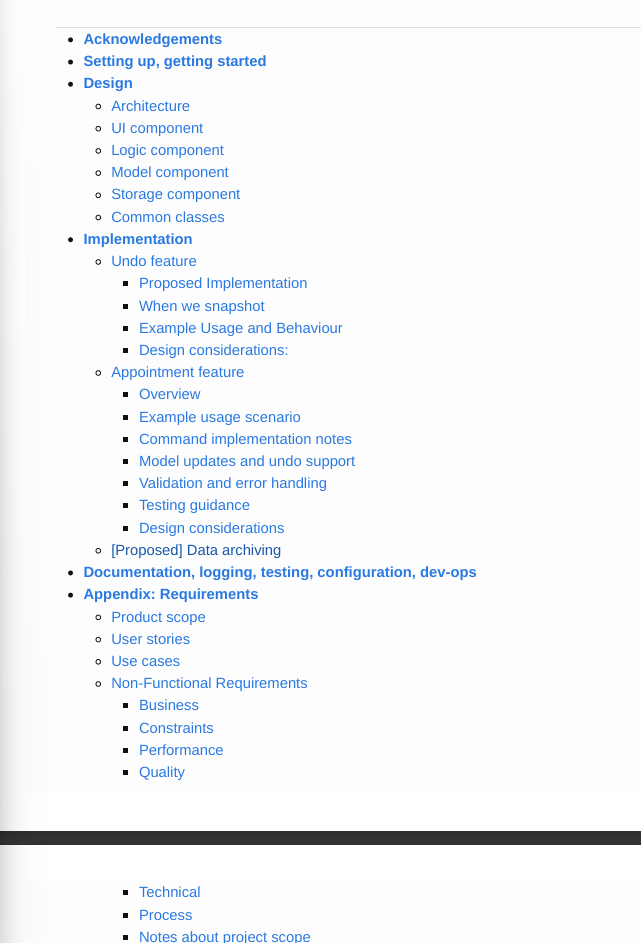 Acknowledgements
Setting up, getting started
Design
Architecture
UI component
Logic component
Model component
Storage component
Common classes
Implementation
Undo feature
Proposed Implementation
When we snapshot
Example Usage and Behaviour
Design considerations:
Appointment feature
Overview
Example usage scenario
Command implementation notes
Model updates and undo support
Validation and error handling
Testing guidance
Design considerations
[Proposed] Data archiving
Documentation, logging, testing, configuration, dev-ops
Appendix: Requirements
Product scope
User stories
Use cases
Non-Functional Requirements
Business
Constraints
Performance
Quality
Technical
Process
Notes about project scope